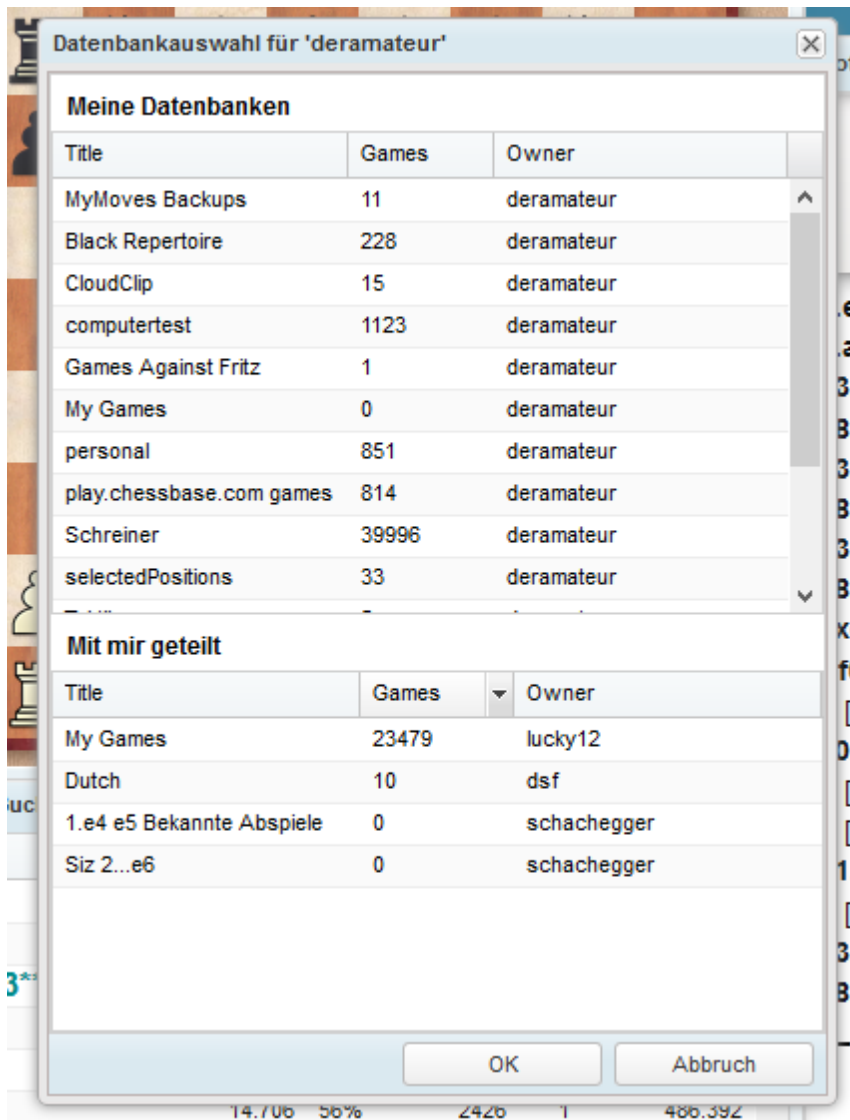 Datenbankauswahl für 'deramateur'
Meine Datenbanken
Title Games Owner
MyMoves Backups 11 deramateur
Black Repertoire 228 deramateur
CloudClip 15 deramateur
computertest 1123 deramateur
Games Against Fritz 1 deramateur
My Games 0 deramateur
personal 851 deramateur
play.chessbase.com games 814 deramateur
Schreiner 39996 deramateur
selectedPositions 33 deramateur
Mit mir geteilt
Title Games Owner
My Games 23479 lucky12
Dutch 10 dsf
1.e4 e5 Bekannte Abspiele 0 schachegger
Siz 2...e6 0 schachegger
OK Abbruch
14.706 56% 2426 1 486.392